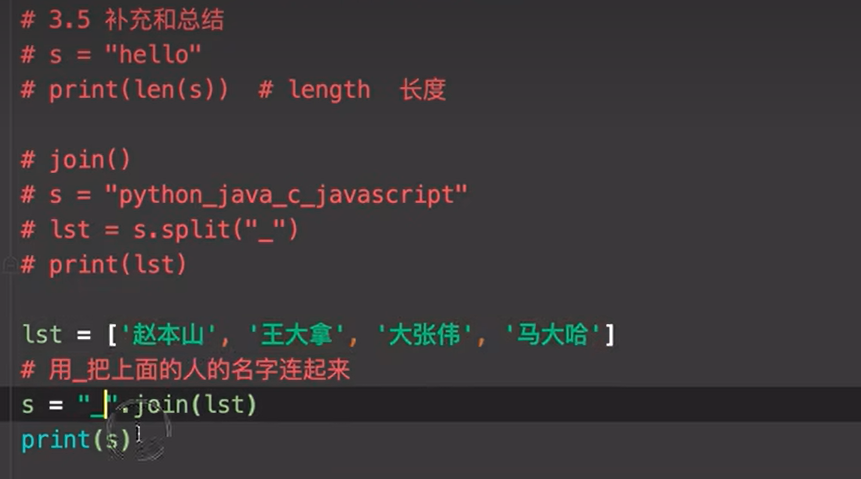 # 3.5 补充和总结
# s = "hello"
# print(len(s))  # length  长度
# join()
# s = "python_java_c_javascript"
# lst = s.split("_")
# print(lst)
lst = ['赵本山', '王大拿', '大张伟', '马大哈']
# 用_把上面的人的名字连起来
s = "_".join(lst)
print(s)